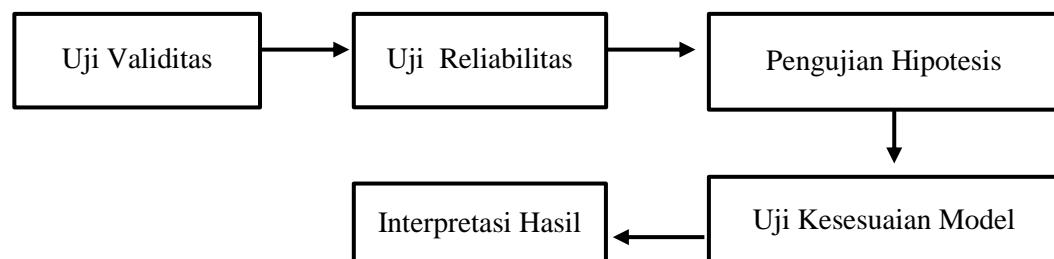 Uji Validitas
Uji Reliabilitas
Pengujian Hipotesis
Uji Kesesuaian Model
Interpretasi Hasil